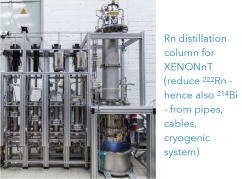 Rn distillation
column for
XENONnT
(reduce ²²²Rn -
hence also ²¹⁴Bi
- from pipes,
cables,
cryogenic
system)